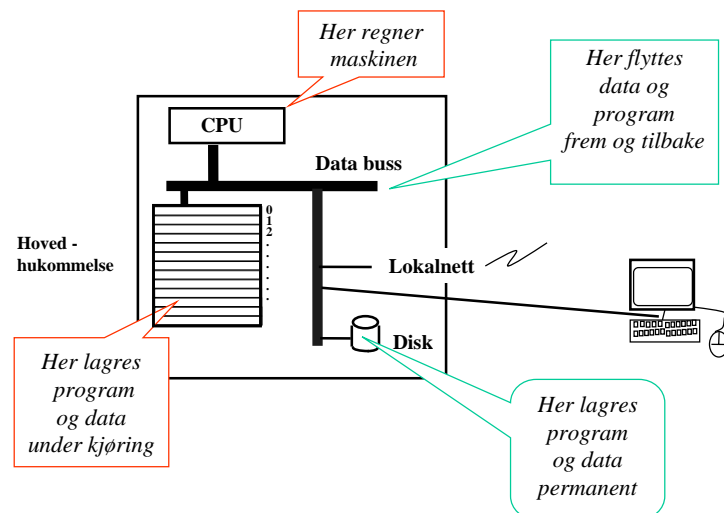 Her regner
maskinen
Her flyttes
data og
program
frem og tilbake
CPU
Data buss
0
1
2
.
.
.
.
.
.
Hoved -
hukommelse
Lokalnett
Disk
Her lagres
program
og data
under kjøring
Her lagres
program
og data
permanent